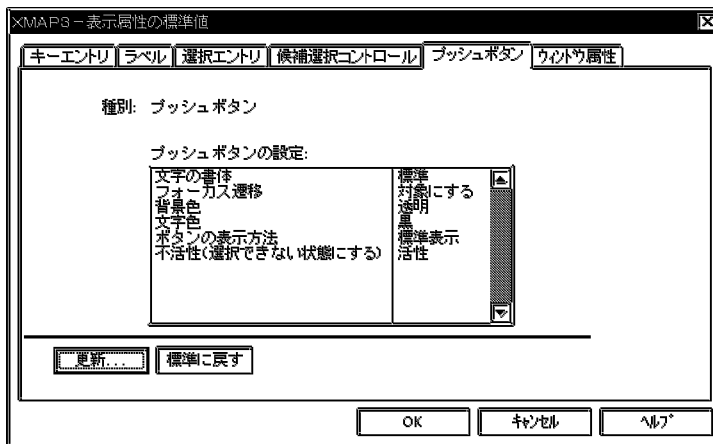 XMAP3－表示属性の標準値
キーエントリ ラベル 選択エントリ 候補選択コントロール プッシュボタン ウィンドウ属性
種別: プッシュボタン
プッシュボタンの設定:
文字の書体 標準
フォーカス遷移 対象にする
背景色 透明
文字色 黒
ボタンの表示方法 標準表示
不活性(選択できない状態にする) 活性
更新... 標準に戻す
OK キャンセル ヘルプ